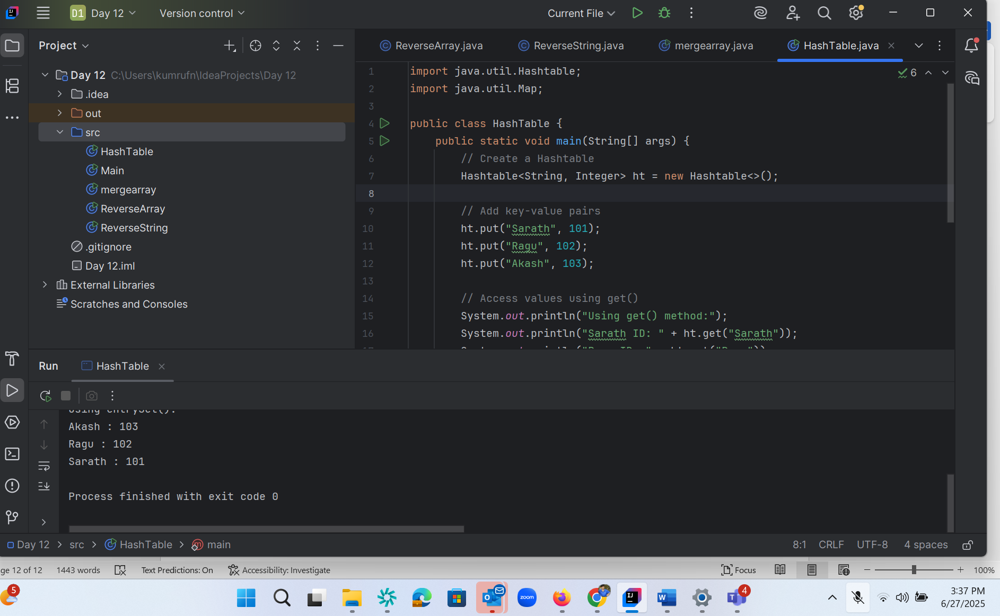 D1 Day 12 Version control Current File
Project
ReverseArray.java ReverseString.java mergearray.java HashTable.java
Day 12 C:\Users\kumrufn\IdeaProjects\Day 12
.idea
out
src
HashTable
Main
mergearray
ReverseArray
ReverseString
.gitignore
Day 12.iml
External Libraries
Scratches and Consoles
6
1 import java.util.Hashtable;
2 import java.util.Map;
3
4 public class HashTable {
5 public static void main(String[] args) {
6 // Create a Hashtable
7 Hashtable<String, Integer> ht = new Hashtable<>();
8
9 // Add key-value pairs
10 ht.put("Sarath", 101);
11 ht.put("Ragu", 102);
12 ht.put("Akash", 103);
13
14 // Access values using get()
15 System.out.println("Using get() method:");
16 System.out.println("Sarath ID: " + ht.get("Sarath"));
Run HashTable
Akash : 103
Ragu : 102
Sarath : 101
Process finished with exit code 0
Day 12 > src > HashTable > main
8:1 CRLF UTF-8 4 spaces
ge 12 of 12 1443 words Text Predictions: On Accessibility: Investigate Focus 100%
5
zoom
4
3:37 PM
6/27/2025